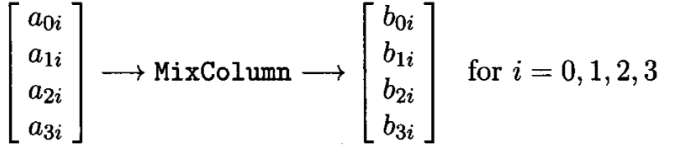 [a₀ᵢ a₁ᵢ a₂ᵢ a₃ᵢ] ⟶ MixColumn ⟶ [b₀ᵢ b₁ᵢ b₂ᵢ b₃ᵢ] for i = 0, 1, 2, 3